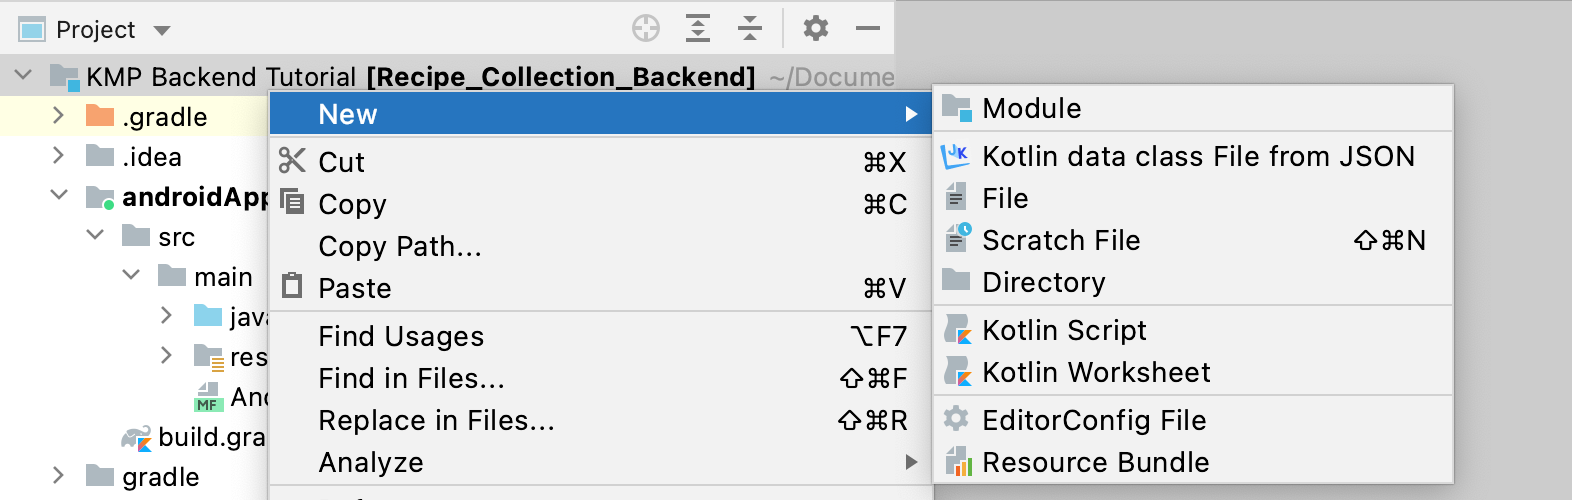 Project
KMP Backend Tutorial [Recipe_Collection_Backend] ~/Docume
.gradle
.idea
androidApp
src
main
java
res
And
MF
build.gra
gradle
New
Cut ⌘X
Copy ⌘C
Copy Path...
Paste ⌘V
Find Usages ⌥F7
Find in Files... ⇧⌘F
Replace in Files... ⇧⌘R
Analyze
Module
JK
Kotlin data class File from JSON
File
Scratch File ⇧⌘N
Directory
Kotlin Script
Kotlin Worksheet
EditorConfig File
Resource Bundle